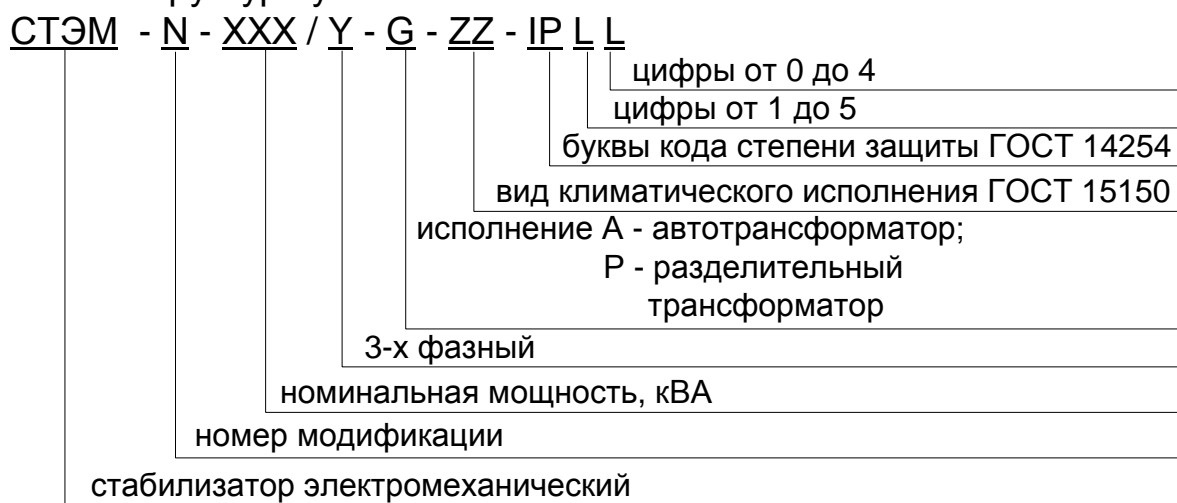 СТЭМ - N - XXX / Y - G - ZZ - IP L L
цифры от 0 до 4
цифры от 1 до 5
буквы кода степени защиты ГОСТ 14254
вид климатического исполнения ГОСТ 15150
исполнение А - автотрансформатор;
Р - разделительный
трансформатор
3-х фазный
номинальная мощность, кВА
номер модификации
стабилизатор электромеханический